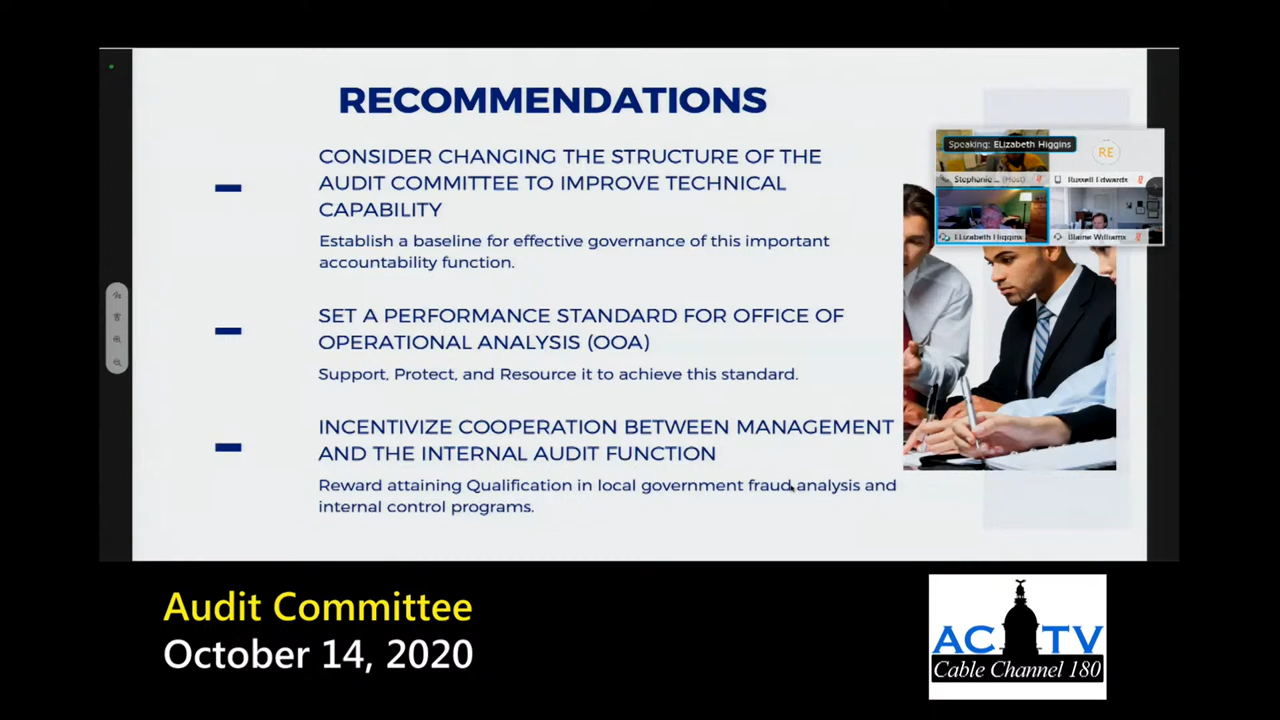 RECOMMENDATIONS
CONSIDER CHANGING THE STRUCTURE OF THE
AUDIT COMMITTEE TO IMPROVE TECHNICAL
CAPABILITY
Establish a baseline for effective governance of this important
accountability function.
SET A PERFORMANCE STANDARD FOR OFFICE OF
OPERATIONAL ANALYSIS (OOA)
Support, Protect, and Resource it to achieve this standard.
INCENTIVIZE COOPERATION BETWEEN MANAGEMENT
AND THE INTERNAL AUDIT FUNCTION
Reward attaining Qualification in local government fraud analysis and
internal control programs.
Speaking: ELizabeth Higgins
RE
Stephanie (Host)
Russell Edwards
ELizabeth Higgins
Blaine Williams
Audit Committee
October 14, 2020
AC TV
Cable Channel 180